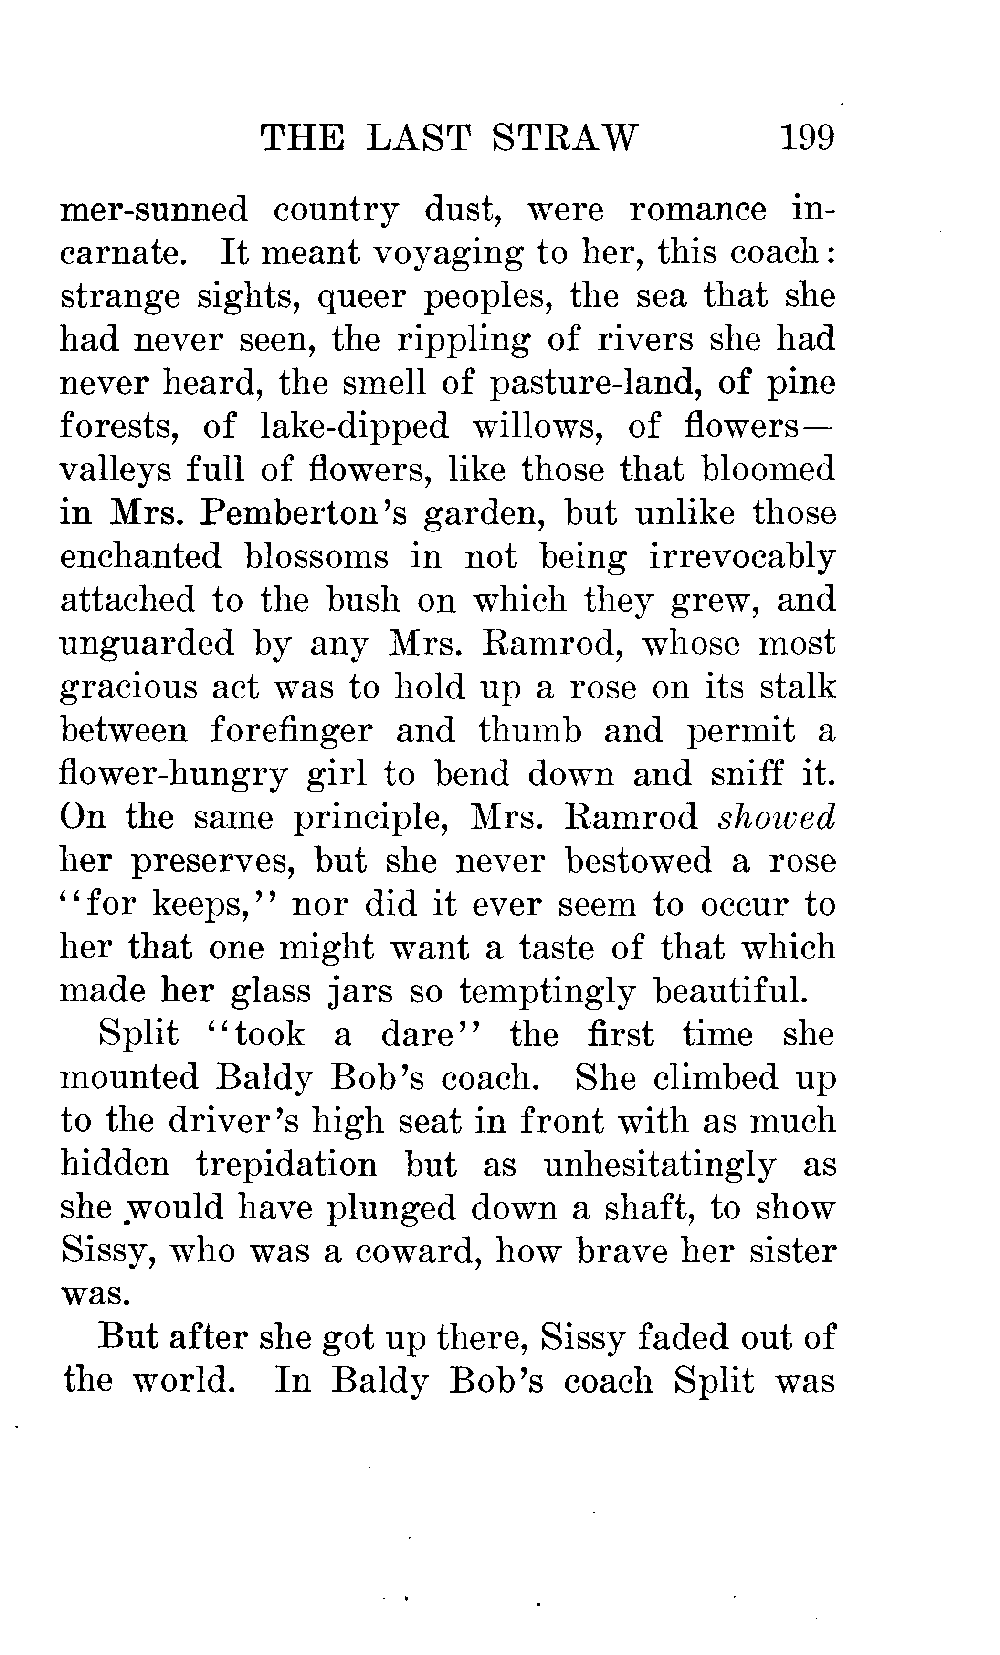 THE LAST STRAW 199
mer-sunned country dust, were romance in-
carnate. It meant voyaging to her, this coach:
strange sights, queer peoples, the sea that she
had never seen, the rippling of rivers she had
never heard, the smell of pasture-land, of pine
forests, of lake-dipped willows, of flowers—
valleys full of flowers, like those that bloomed
in Mrs. Pemberton's garden, but unlike those
enchanted blossoms in not being irrevocably
attached to the bush on which they grew, and
unguarded by any Mrs. Ramrod, whose most
gracious act was to hold up a rose on its stalk
between forefinger and thumb and permit a
flower-hungry girl to bend down and sniff it.
On the same principle, Mrs. Ramrod showed
her preserves, but she never bestowed a rose
"for keeps," nor did it ever seem to occur to
her that one might want a taste of that which
made her glass jars so temptingly beautiful.
Split "took a dare" the first time she
mounted Baldy Bob's coach. She climbed up
to the driver's high seat in front with as much
hidden trepidation but as unhesitatingly as
she would have plunged down a shaft, to show
Sissy, who was a coward, how brave her sister
was.
But after she got up there, Sissy faded out of
the world. In Baldy Bob's coach Split was